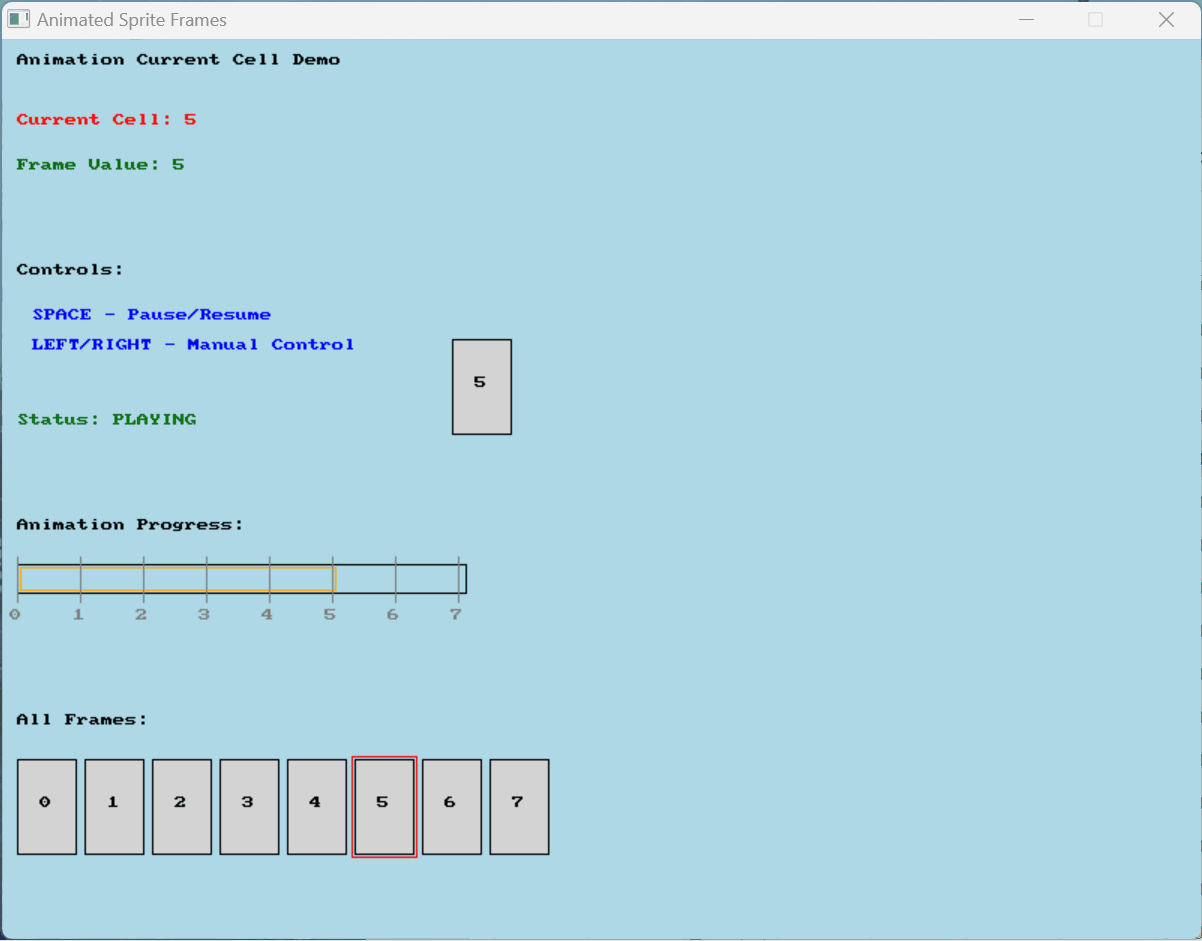 Animated Sprite Frames
Animation Current Cell Demo
Current Cell: 5
Frame Value: 5
Controls:
SPACE - Pause/Resume
LEFT/RIGHT - Manual Control
5
Status: PLAYING
Animation Progress:
0 1 2 3 4 5 6 7
All Frames:
0 1 2 3 4 5 6 7